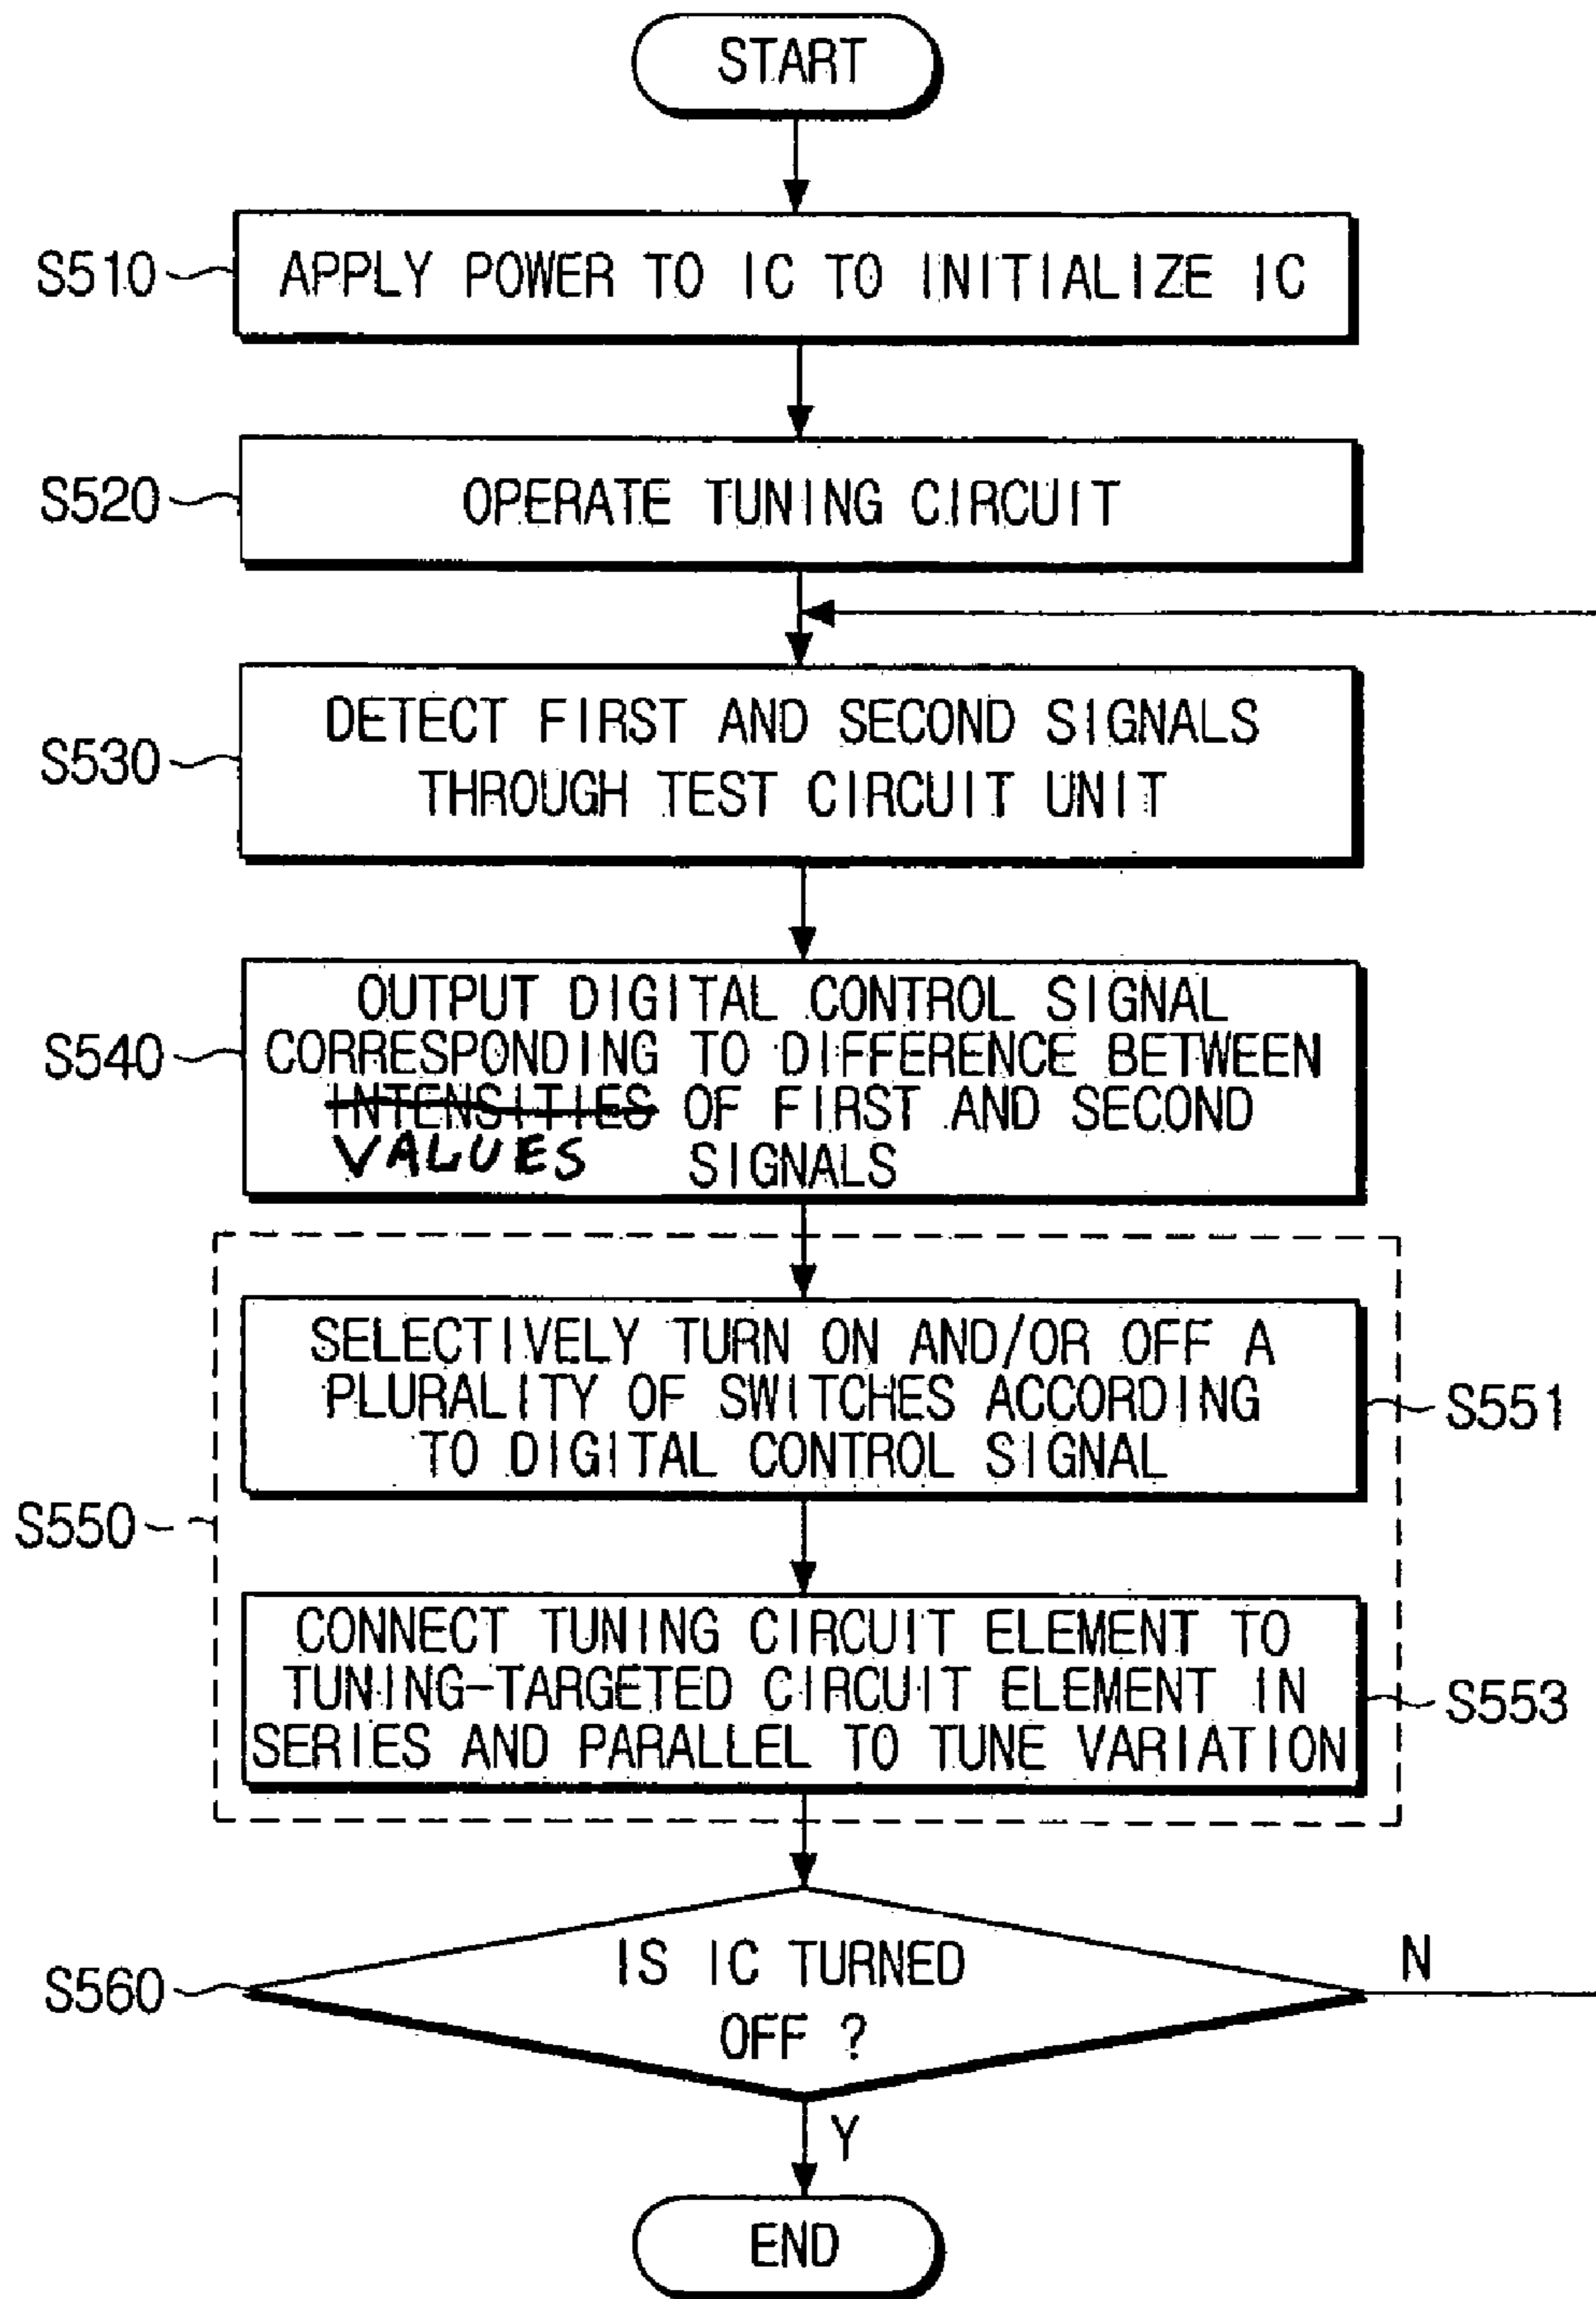 START
S510
APPLY POWER TO IC TO INITIALIZE IC
S520
OPERATE TUNING CIRCUIT
S530
DETECT FIRST AND SECOND SIGNALS
THROUGH TEST CIRCUIT UNIT
S540
OUTPUT DIGITAL CONTROL SIGNAL
CORRESPONDING TO DIFFERENCE BETWEEN
INTENSITIES OF FIRST AND SECOND
VALUES SIGNALS
S550
SELECTIVELY TURN ON AND/OR OFF A
PLURALITY OF SWITCHES ACCORDING
TO DIGITAL CONTROL SIGNAL
S551
CONNECT TUNING CIRCUIT ELEMENT TO
TUNING-TARGETED CIRCUIT ELEMENT IN
SERIES AND PARALLEL TO TUNE VARIATION
S553
S560
IS IC TURNED
OFF ?
N
Y
END